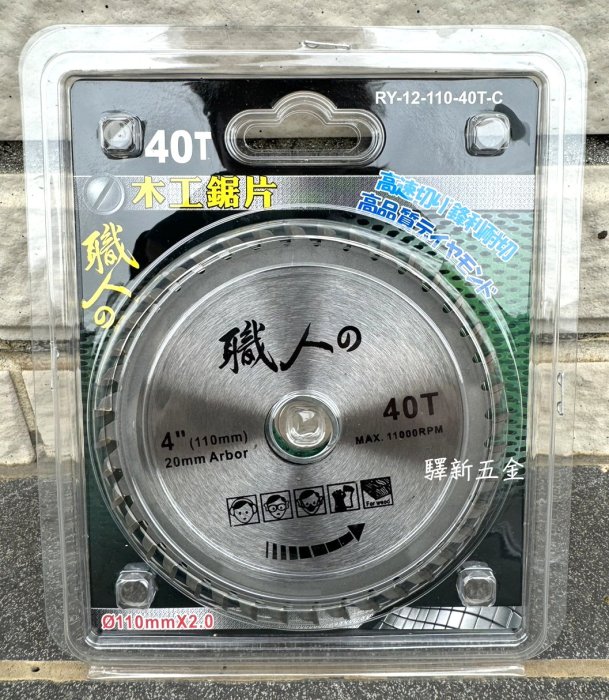 RY-12-110-40T-C
40T
木工鋸片
高速切り 鋒利耐切
高品質ディヤモンド
職人の
職人の
4" (110mm)
20mm Arbor
40T
MAX. 11000RPM
驛新五金
For wood
Ø110mmX2.0